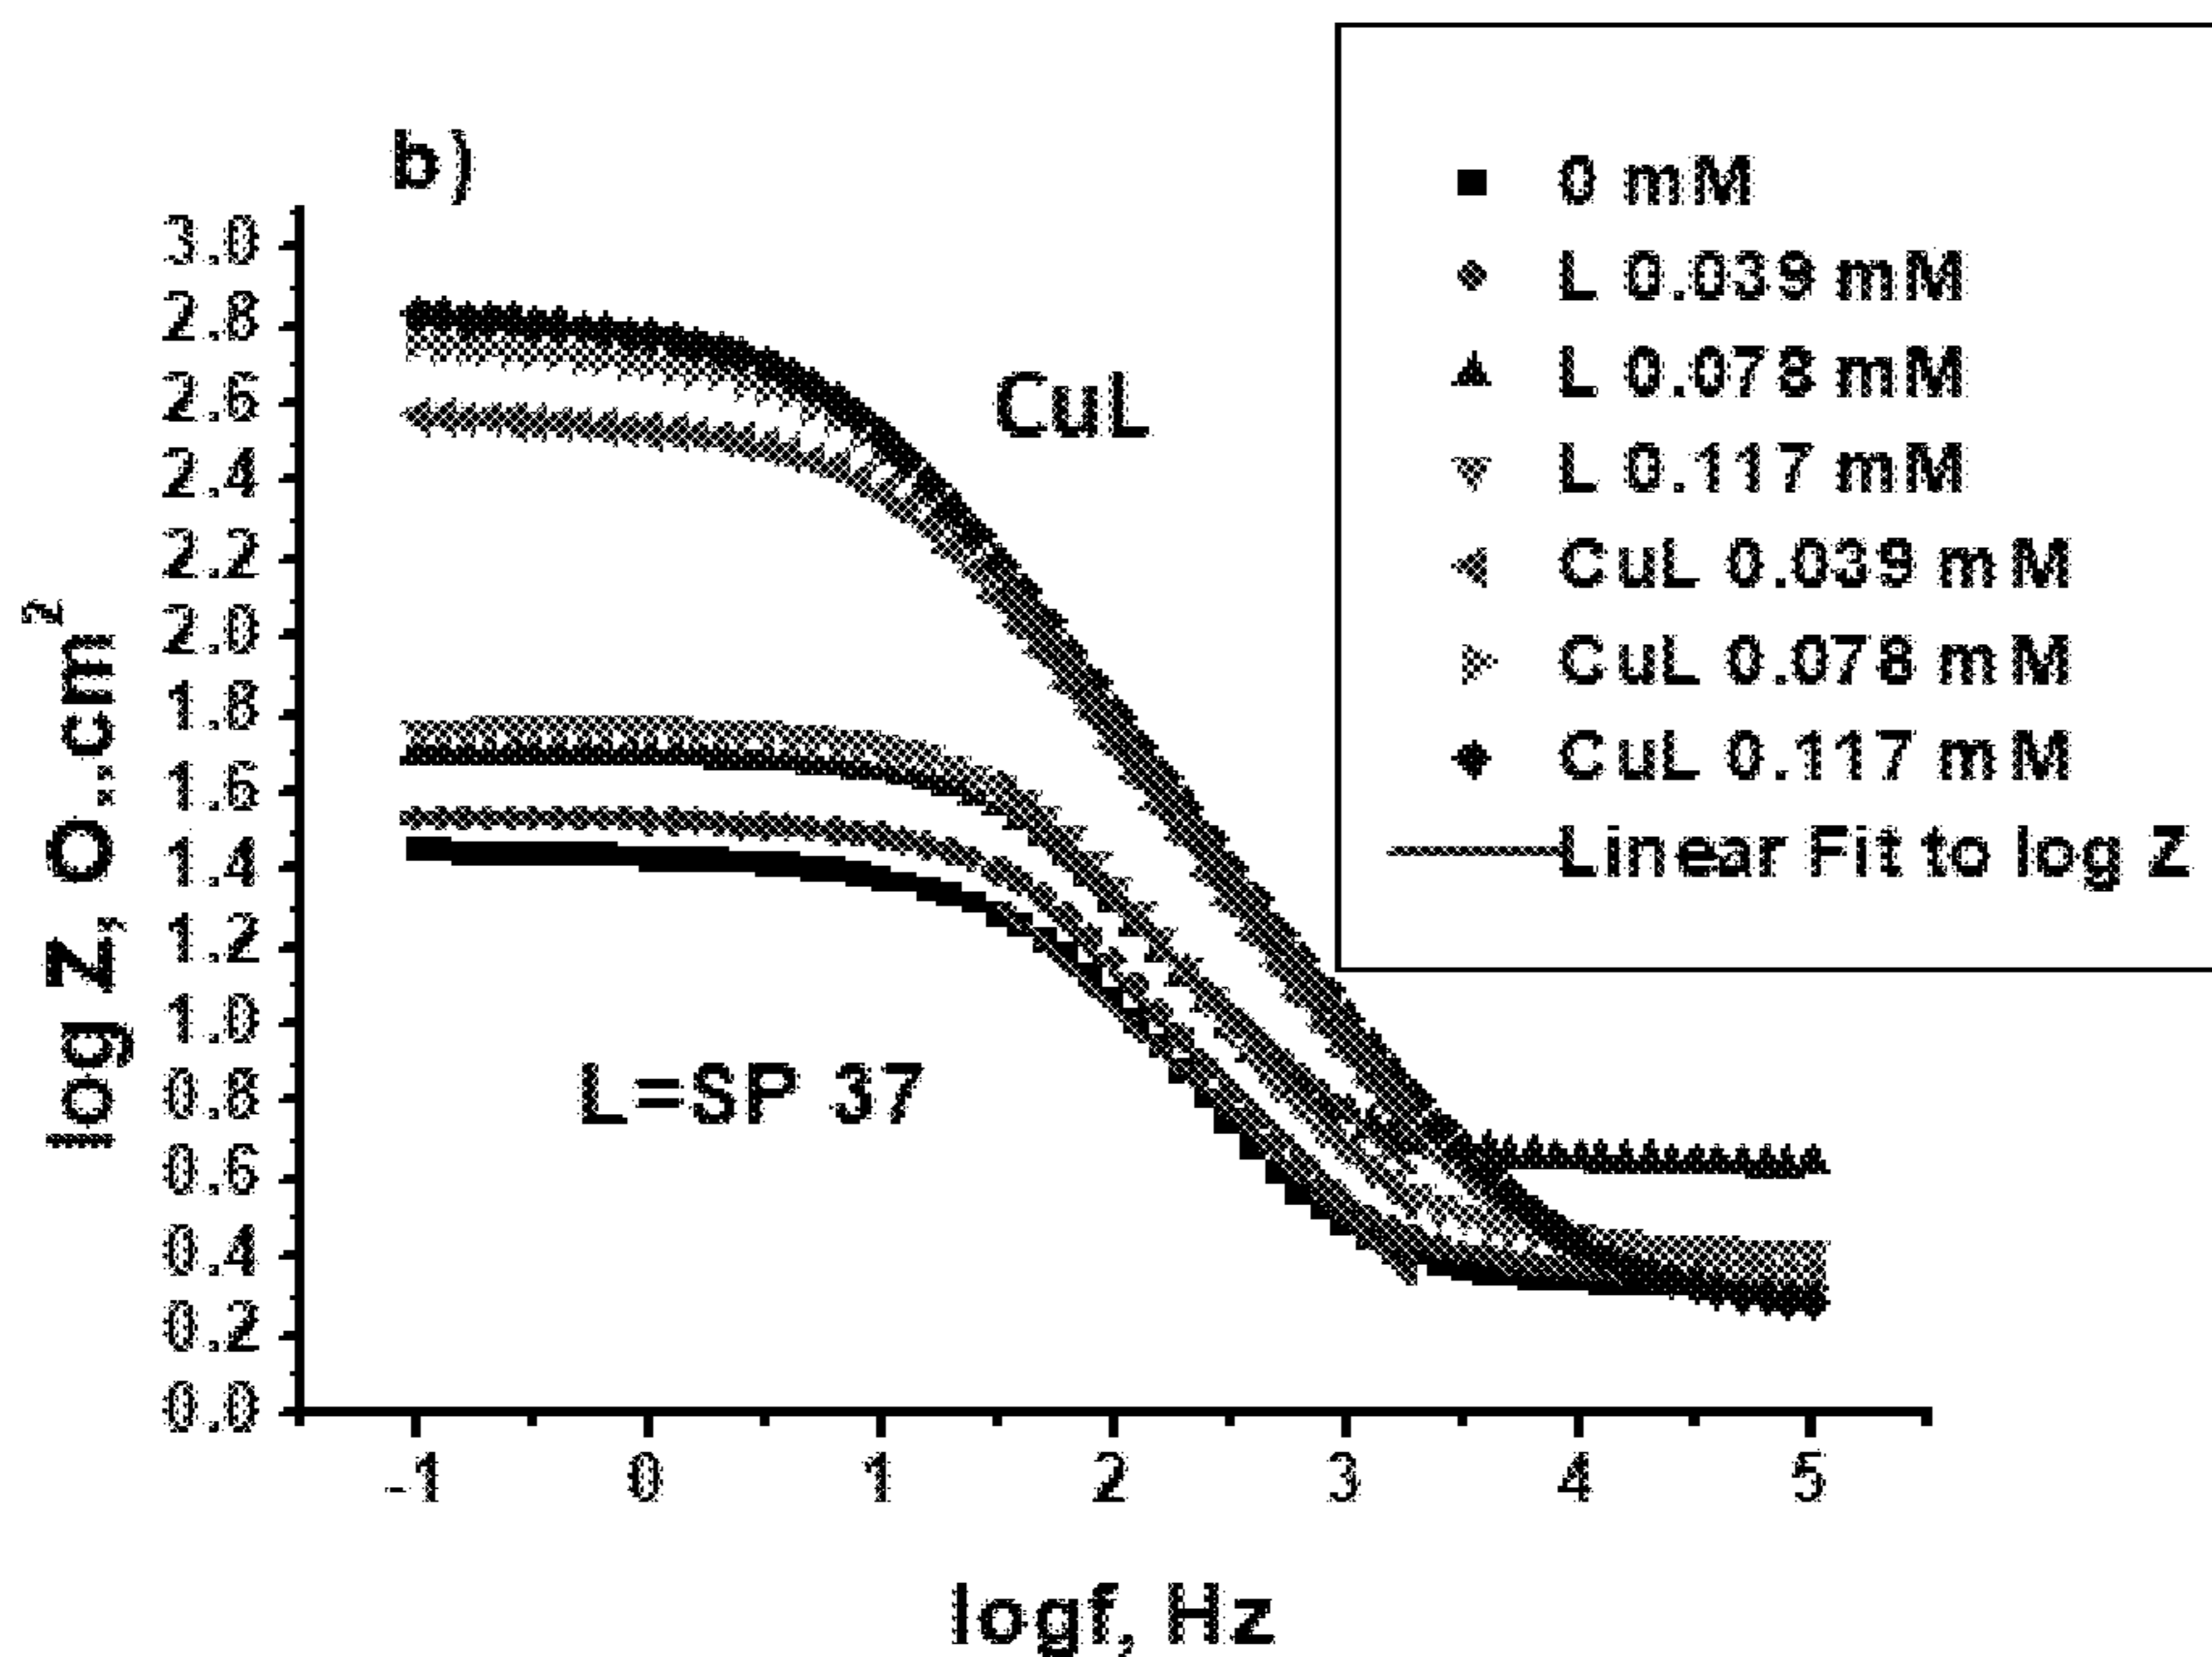 b)
3.0
2.8
2.6
2.4
2.2
2.0
1.8
1.6
1.4
1.2
1.0
0.8
0.6
0.4
0.2
0.0
log Z, O..cm²
CuL
L=SP 37
0 mM
L 0.039 mM
L 0.078 mM
L 0.117 mM
CuL 0.039 mM
CuL 0.078 mM
CuL 0.117 mM
Linear Fit to log Z
-1 0 1 2 3 4 5
logf, Hz